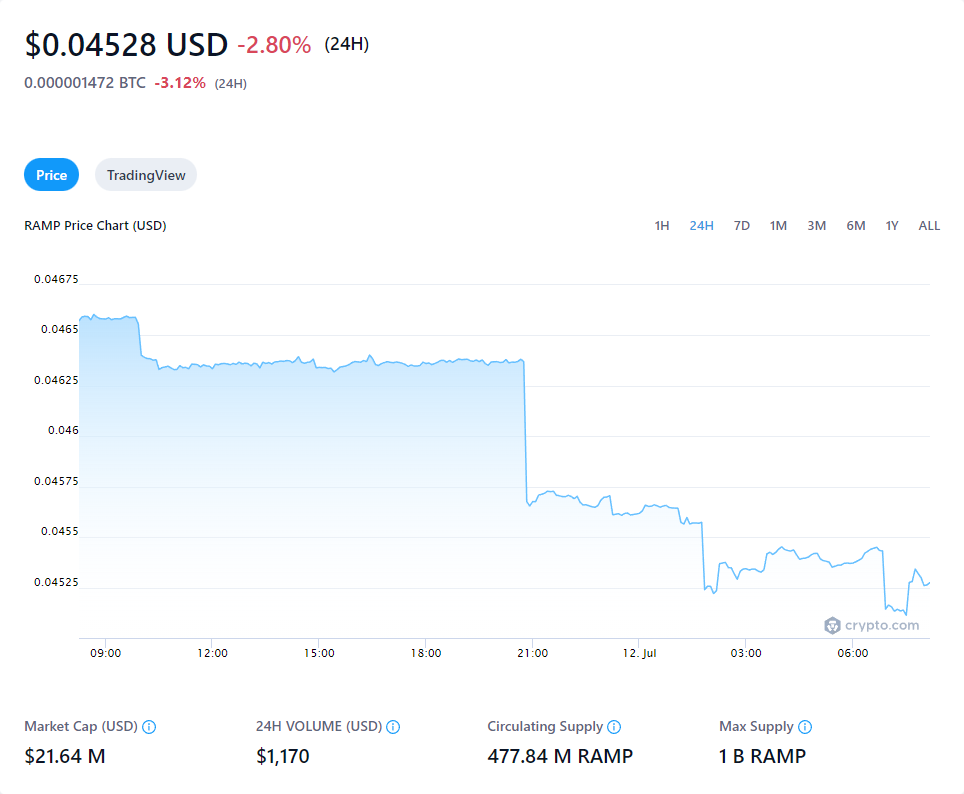 $0.04528 USD -2.80% (24H)
0.000001472 BTC -3.12% (24H)
Price TradingView
RAMP Price Chart (USD) 1H 24H 7D 1M 3M 6M 1Y ALL
0.04675
0.0465
0.04625
0.046
0.04575
0.0455
0.04525
crypto.com
09:00 12:00 15:00 18:00 21:00 12. Jul 03:00 06:00
Market Cap (USD) 24H VOLUME (USD) Circulating Supply Max Supply
$21.64 M $1,170 477.84 M RAMP 1 B RAMP